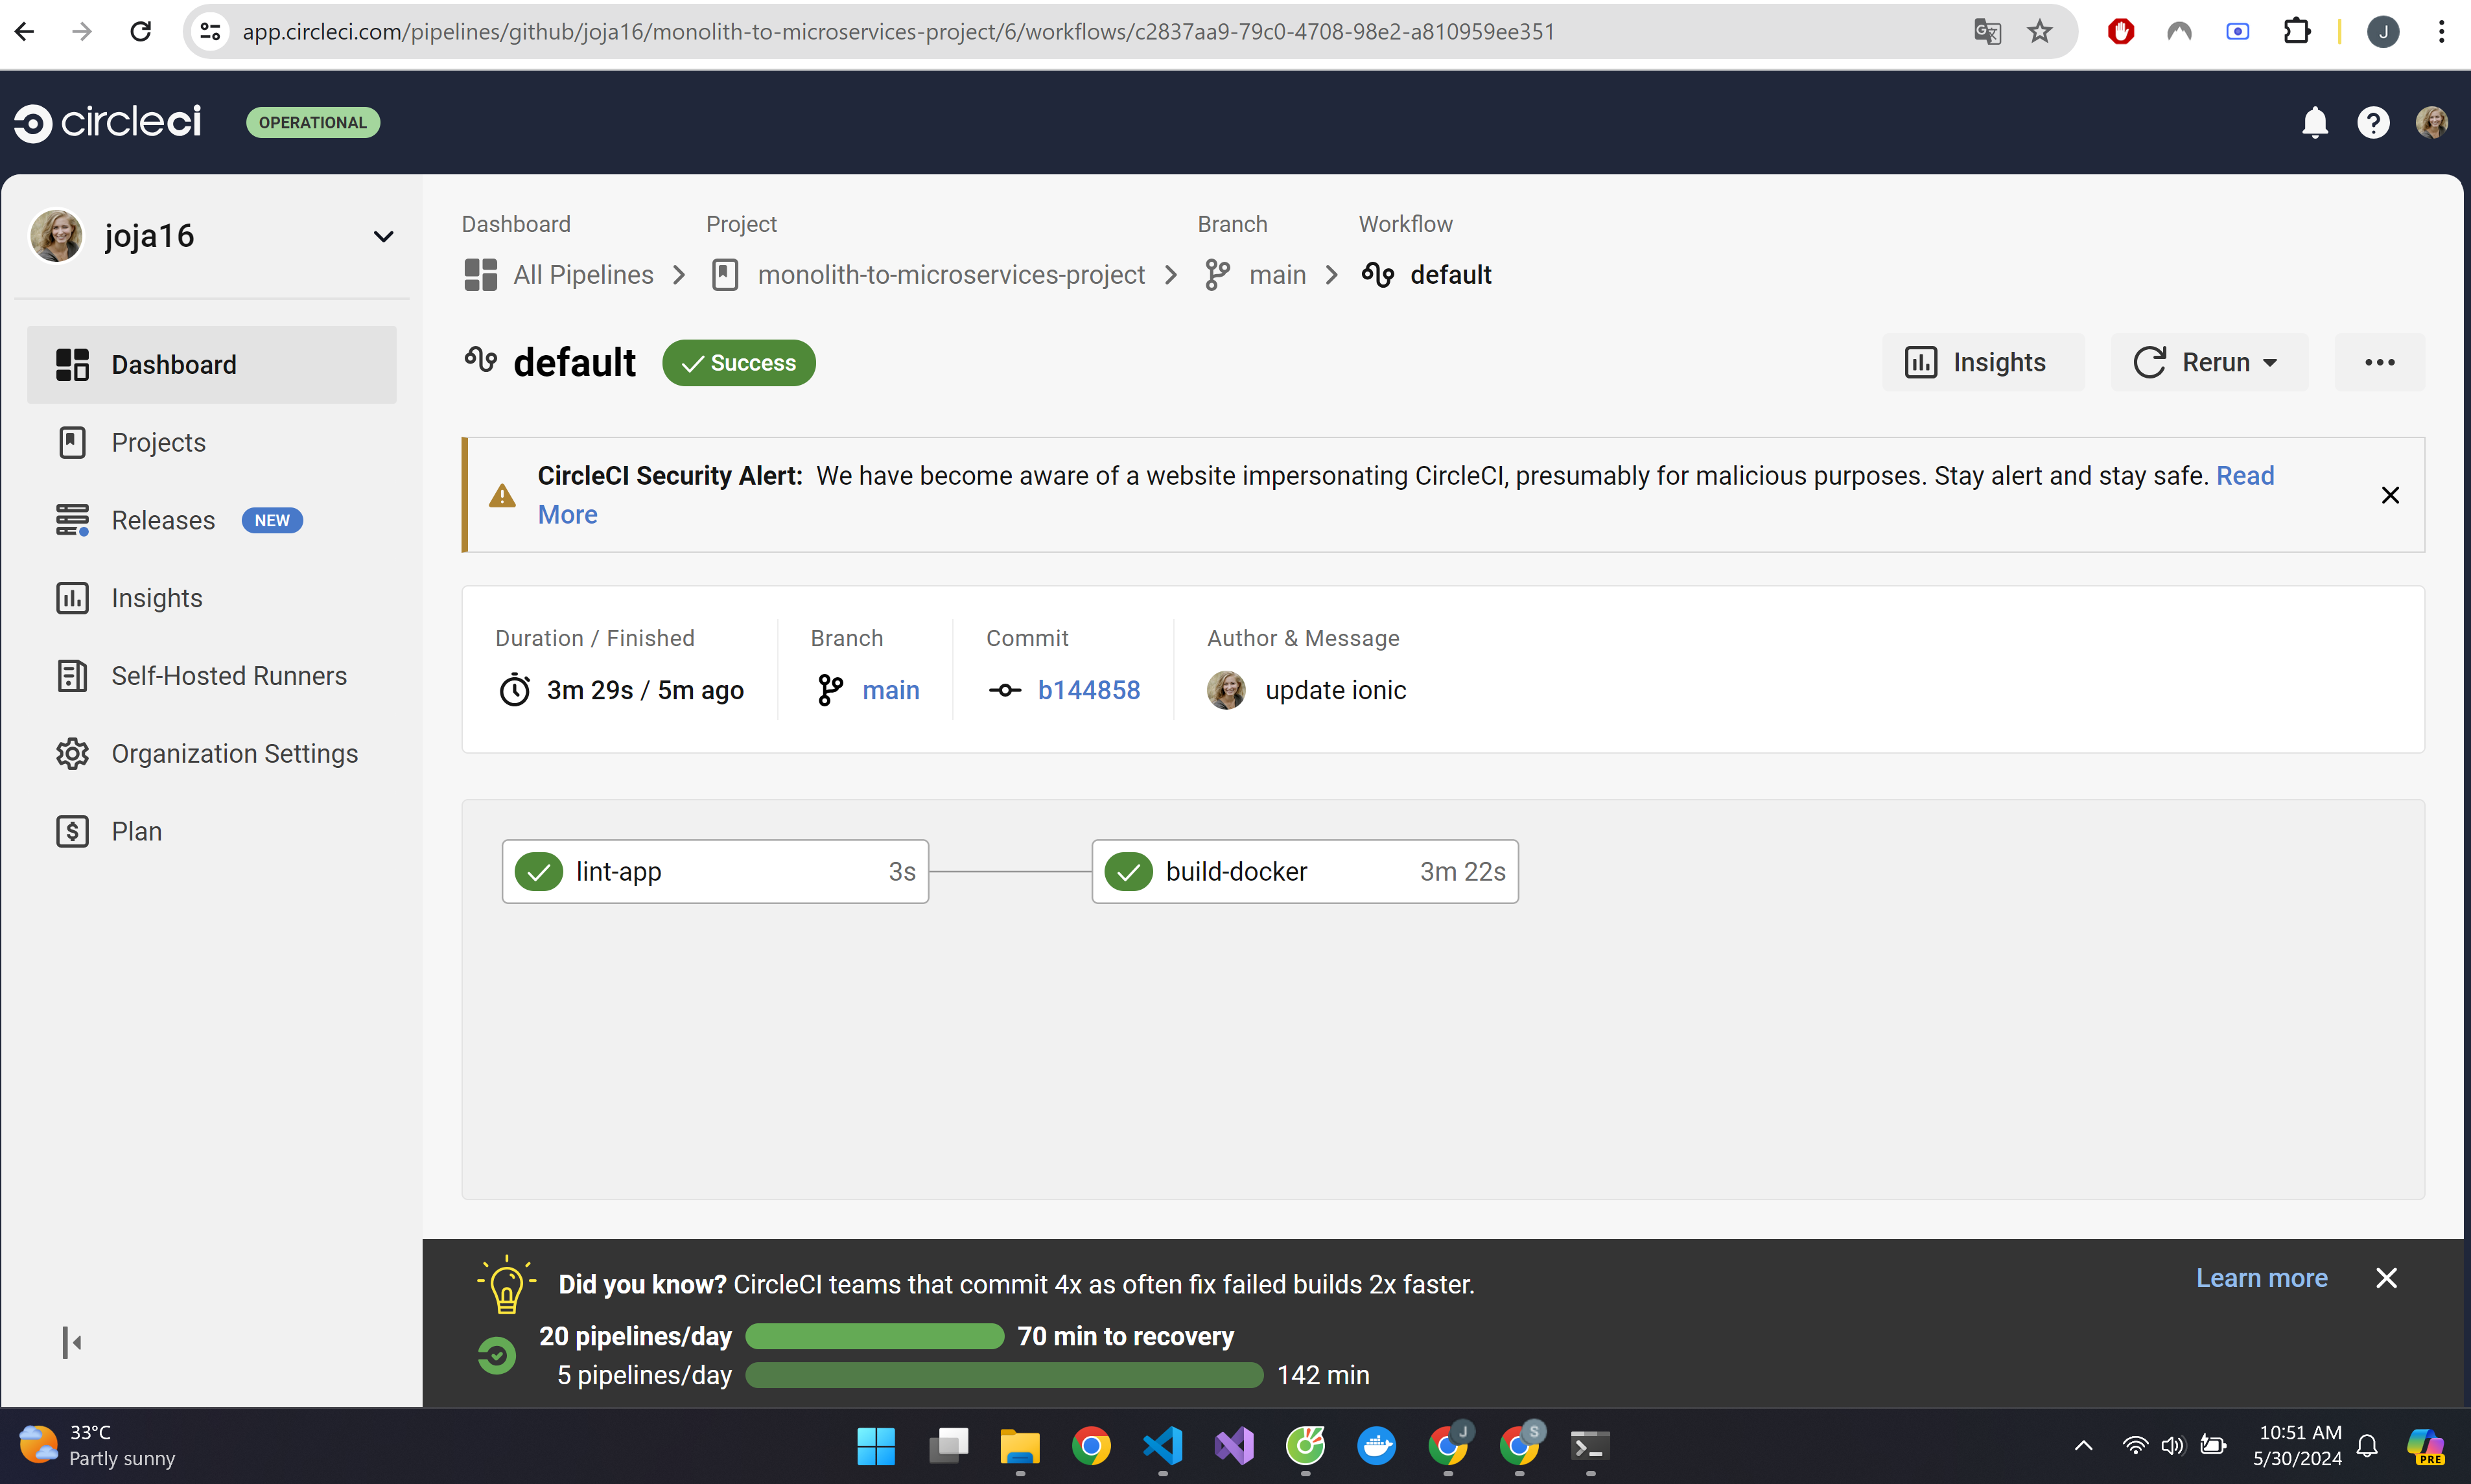 app.circleci.com/pipelines/github/joja16/monolith-to-microservices-project/6/workflows/c2837aa9-79c0-4708-98e2-a810959ee351
J
circleci
OPERATIONAL
joja16
Dashboard
Projects
Releases NEW
Insights
Self-Hosted Runners
Organization Settings
Plan
Dashboard Project Branch Workflow
All Pipelines monolith-to-microservices-project main default
default Success
Insights Rerun
CircleCI Security Alert: We have become aware of a website impersonating CircleCI, presumably for malicious purposes. Stay alert and stay safe. Read
More
Duration / Finished Branch Commit Author & Message
3m 29s / 5m ago main b144858 update ionic
lint-app 3s build-docker 3m 22s
Did you know? CircleCI teams that commit 4x as often fix failed builds 2x faster.
Learn more
20 pipelines/day 70 min to recovery
5 pipelines/day 142 min
33°C
Partly sunny
J
S
10:51 AM
5/30/2024
PRE